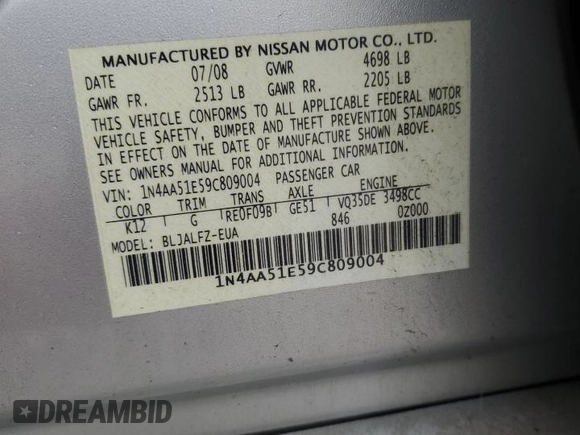 MANUFACTURED BY NISSAN MOTOR CO., LTD.
DATE 07/08 GVWR 4698 LB
GAWR FR. 2513 LB GAWR RR. 2205 LB
THIS VEHICLE CONFORMS TO ALL APPLICABLE FEDERAL MOTOR
VEHICLE SAFETY, BUMPER AND THEFT PREVENTION STANDARDS
IN EFFECT ON THE DATE OF MANUFACTURE SHOWN ABOVE.
SEE OWNERS MANUAL FOR ADDITIONAL INFORMATION.
VIN: 1N4AA51E59C809004 PASSENGER CAR
COLOR TRIM TRANS AXLE ENGINE
K12 G RE0F09B GE51 VQ35DE 3498CC
846 0Z000
MODEL: BLJALFZ-EUA
1N4AA51E59C809004
DREAMBID